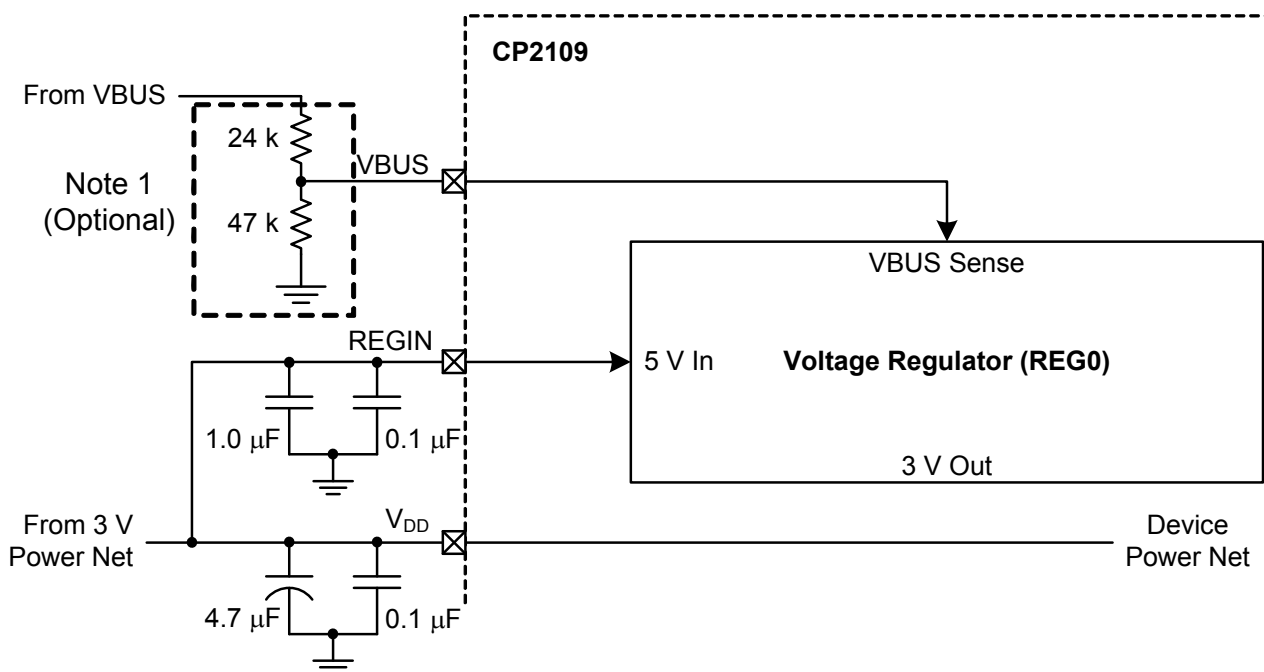 CP2109
From VBUS
24 k
VBUS
Note 1
(Optional)
47 k
VBUS Sense
REGIN
5 V In
Voltage Regulator (REG0)
1.0 μF
0.1 μF
3 V Out
From 3 V
Power Net
VDD
Device
Power Net
4.7 μF
0.1 μF